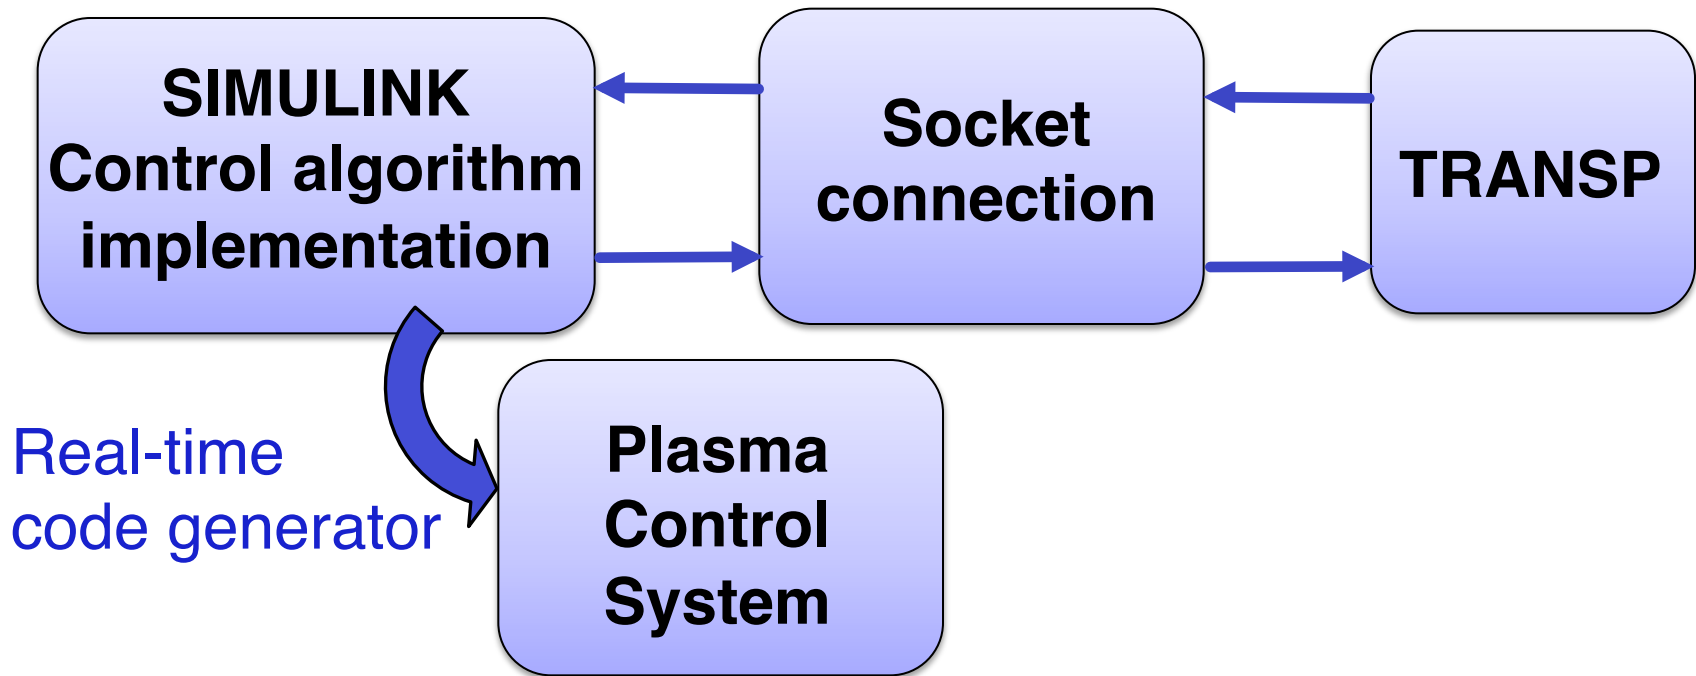 SIMULINK
Control algorithm
implementation
Socket
connection
TRANSP
Real-time
code generator
Plasma
Control
System